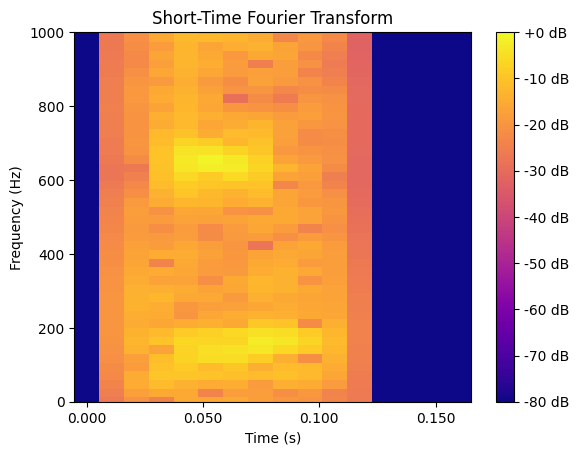 Short-Time Fourier Transform
Frequency (Hz)
1000
800
600
400
200
0
0.000
0.050
0.100
0.150
Time (s)
+0 dB
-10 dB
-20 dB
-30 dB
-40 dB
-50 dB
-60 dB
-70 dB
-80 dB